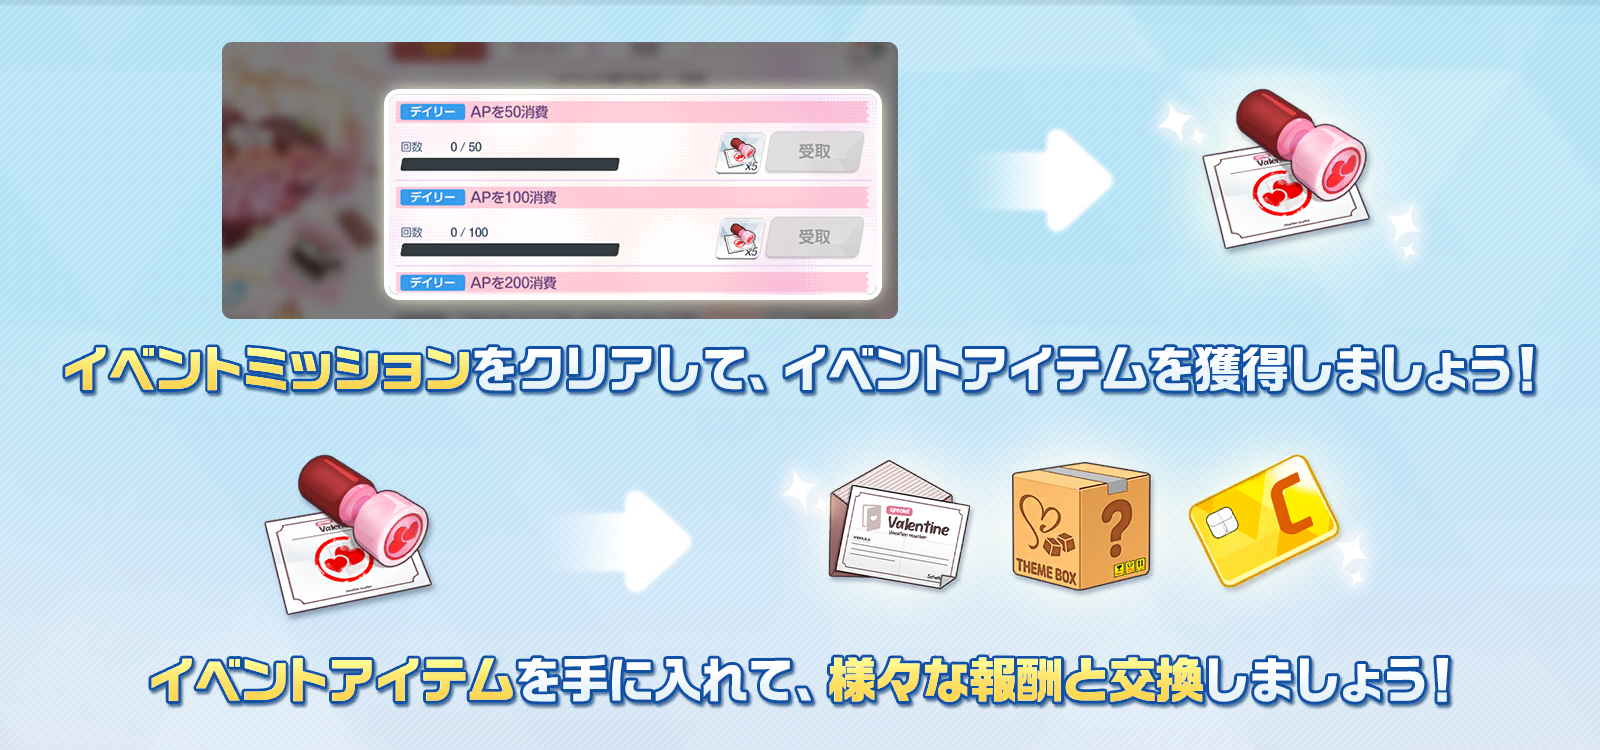 デイリー APを50消費
回数 0 / 50
x5
受取
デイリー APを100消費
回数 0 / 100
x5
受取
デイリー APを200消費
イベントミッションをクリアして、イベントアイテムを獲得しましょう！
special
Valentine
Vacation voucher
THEME BOX
?
C
イベントアイテムを手に入れて、様々な報酬と交換しましょう！